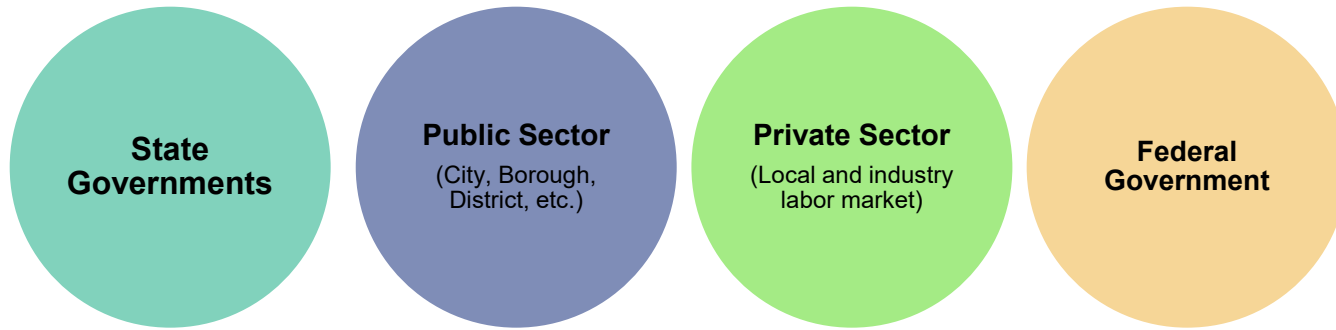 State
Governments
Public Sector
(City, Borough,
District, etc.)
Private Sector
(Local and industry
labor market)
Federal
Government